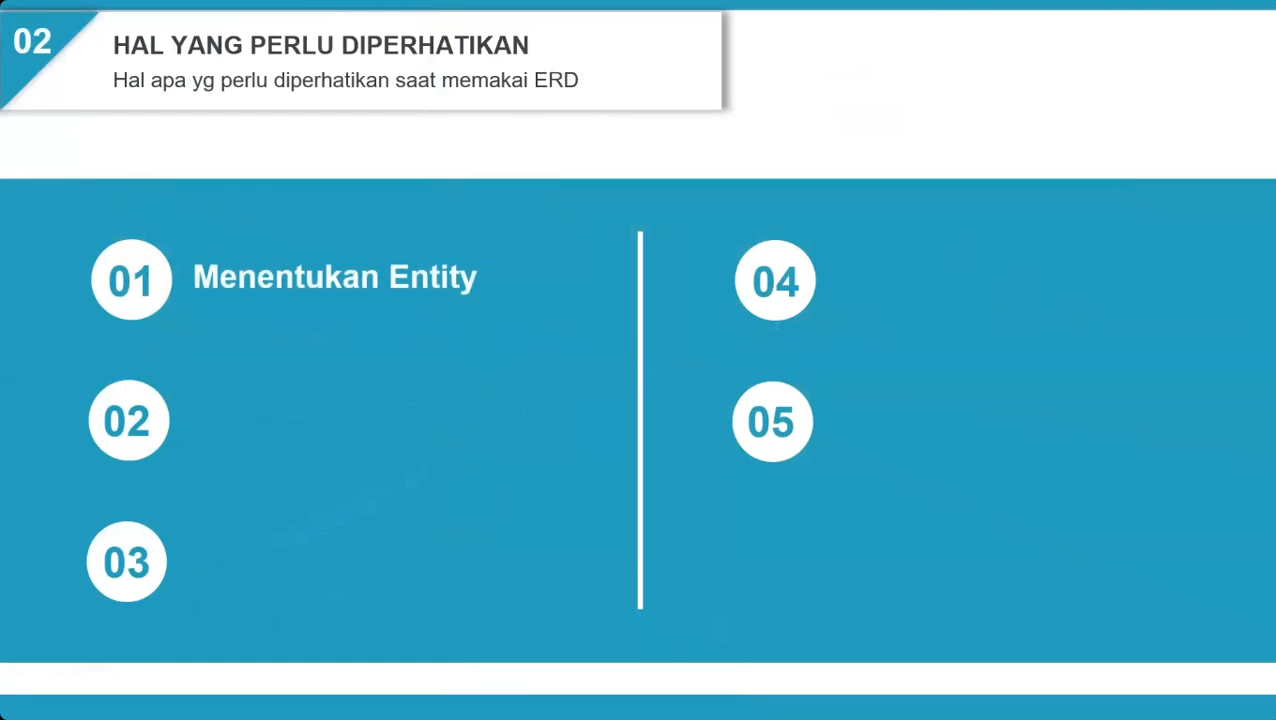 02
HAL YANG PERLU DIPERHATIKAN
Hal apa yg perlu diperhatikan saat memakai ERD
01 Menentukan Entity
02
03
04
05